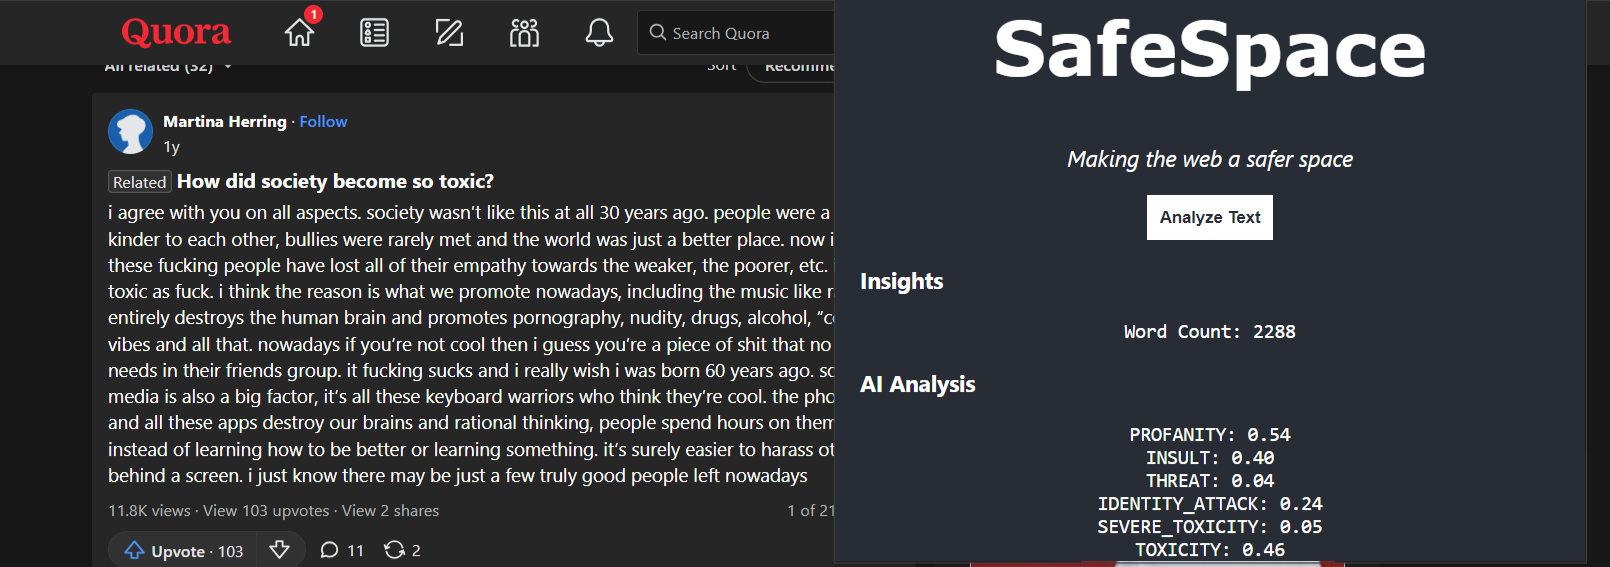 Quora
1
Search Quora
All related (32)
Sort
Recomme
Martina Herring · Follow
1y
Related How did society become so toxic?
i agree with you on all aspects. society wasn't like this at all 30 years ago. people were a
kinder to each other, bullies were rarely met and the world was just a better place. now i
these fucking people have lost all of their empathy towards the weaker, the poorer, etc.
toxic as fuck. i think the reason is what we promote nowadays, including the music like r
entirely destroys the human brain and promotes pornography, nudity, drugs, alcohol, “c
vibes and all that. nowadays if you’re not cool then i guess you’re a piece of shit that no
needs in their friends group. it fucking sucks and i really wish i was born 60 years ago. so
media is also a big factor, it’s all these keyboard warriors who think they’re cool. the pho
and all these apps destroy our brains and rational thinking, people spend hours on them
instead of learning how to be better or learning something. it’s surely easier to harass ot
behind a screen. i just know there may be just a few truly good people left nowadays
11.8K views · View 103 upvotes · View 2 shares
1 of 21
Upvote · 103
11
2
SafeSpace
Making the web a safer space
Analyze Text
Insights
Word Count: 2288
AI Analysis
PROFANITY: 0.54
INSULT: 0.40
THREAT: 0.04
IDENTITY_ATTACK: 0.24
SEVERE_TOXICITY: 0.05
TOXICITY: 0.46